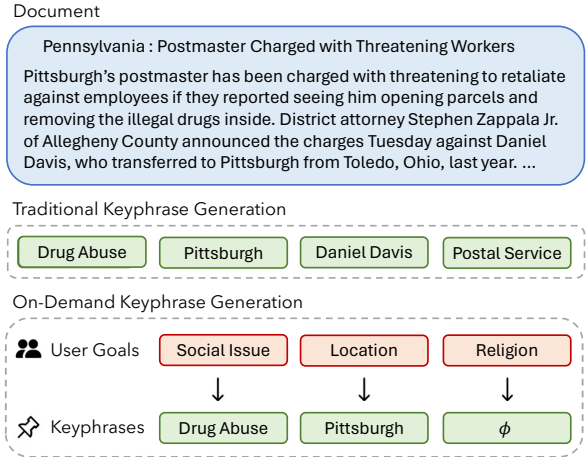 Document
Pennsylvania : Postmaster Charged with Threatening Workers
Pittsburgh's postmaster has been charged with threatening to retaliate
against employees if they reported seeing him opening parcels and
removing the illegal drugs inside. District attorney Stephen Zappala Jr.
of Allegheny County announced the charges Tuesday against Daniel
Davis, who transferred to Pittsburgh from Toledo, Ohio, last year. ...
Traditional Keyphrase Generation
Drug Abuse Pittsburgh Daniel Davis Postal Service
On-Demand Keyphrase Generation
User Goals Social Issue Location Religion
Keyphrases Drug Abuse Pittsburgh ϕ